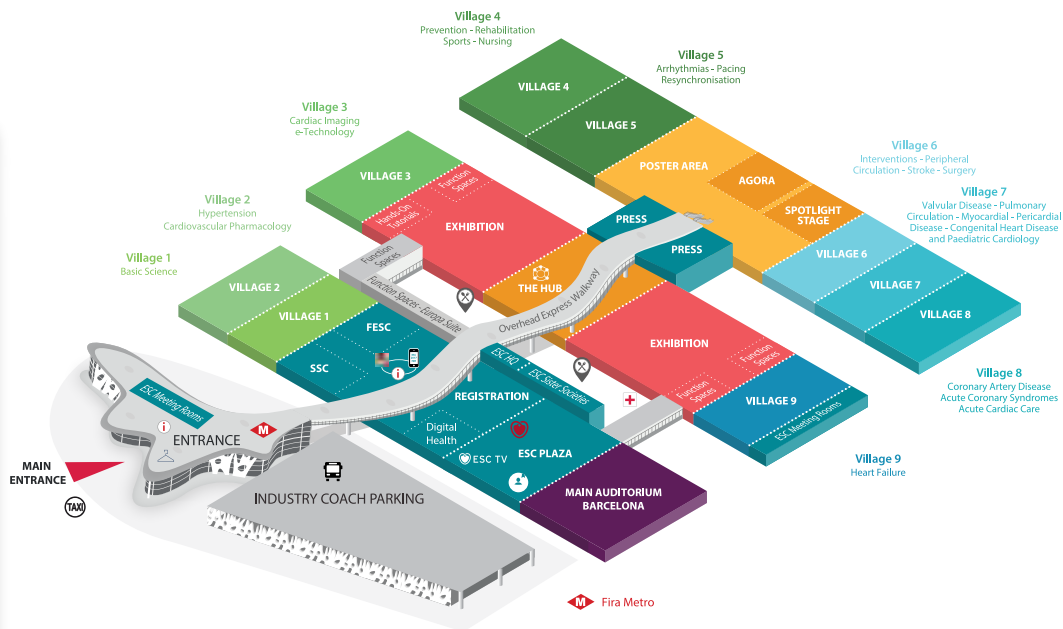 Village 4
Prevention - Rehabilitation
Sports - Nursing
Village 5
Arrhythmias - Pacing
Resynchronisation
VILLAGE 4
VILLAGE 5
Village 3
Cardiac Imaging
e-Technology
POSTER AREA
AGORA
SPOTLIGHT
STAGE
Village 6
Interventions - Peripheral
Circulation - Stroke - Surgery
Village 7
Valvular Disease - Pulmonary
Circulation - Myocardial - Pericardial
Disease - Congenital Heart Disease
and Paediatric Cardiology
VILLAGE 3
Function
Spaces
Hands-On
Tutorials
EXHIBITION
PRESS
PRESS
VILLAGE 6
VILLAGE 7
VILLAGE 8
Village 2
Hypertension
Cardiovascular Pharmacology
Function
Spaces
Function Spaces - Europa Suite
THE HUB
Overhead Express Walkway
Village 1
Basic Science
VILLAGE 2
VILLAGE 1
FESC
SSC
i
EXHIBITION
Function
Spaces
Function
Spaces
Village 8
Coronary Artery Disease
Acute Coronary Syndromes
Acute Cardiac Care
ESC HQ
ESC Sister Societies
REGISTRATION
VILLAGE 9
ESC Meeting Rooms
ESC Meeting Rooms
i
ENTRANCE
M
Digital
Health
ESC TV
ESC PLAZA
Village 9
Heart Failure
MAIN
ENTRANCE
TAXI
INDUSTRY COACH PARKING
MAIN AUDITORIUM
BARCELONA
M Fira Metro